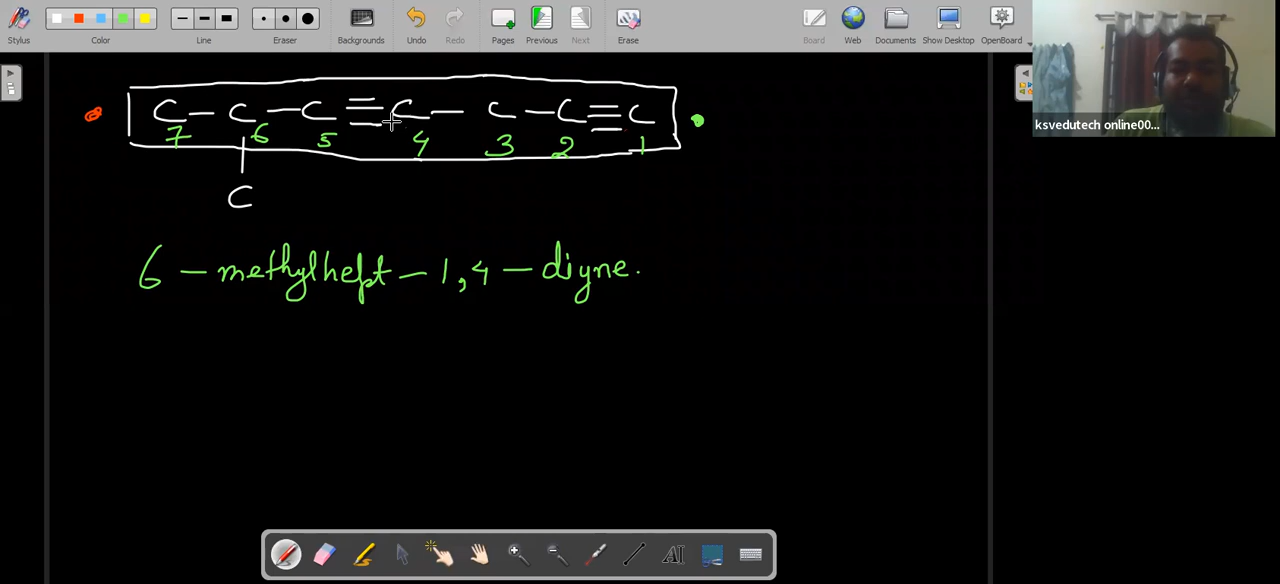 Stylus Color Line Eraser Backgrounds Undo Redo Pages Previous Next Erase Board Web Documents Show Desktop OpenBoard
ksvedutech online00...
C - C - C ≡ C - C - C ≡ C
7 6 5 4 3 2 1
C
6 - methylhept - 1,4 - diyne.
AI